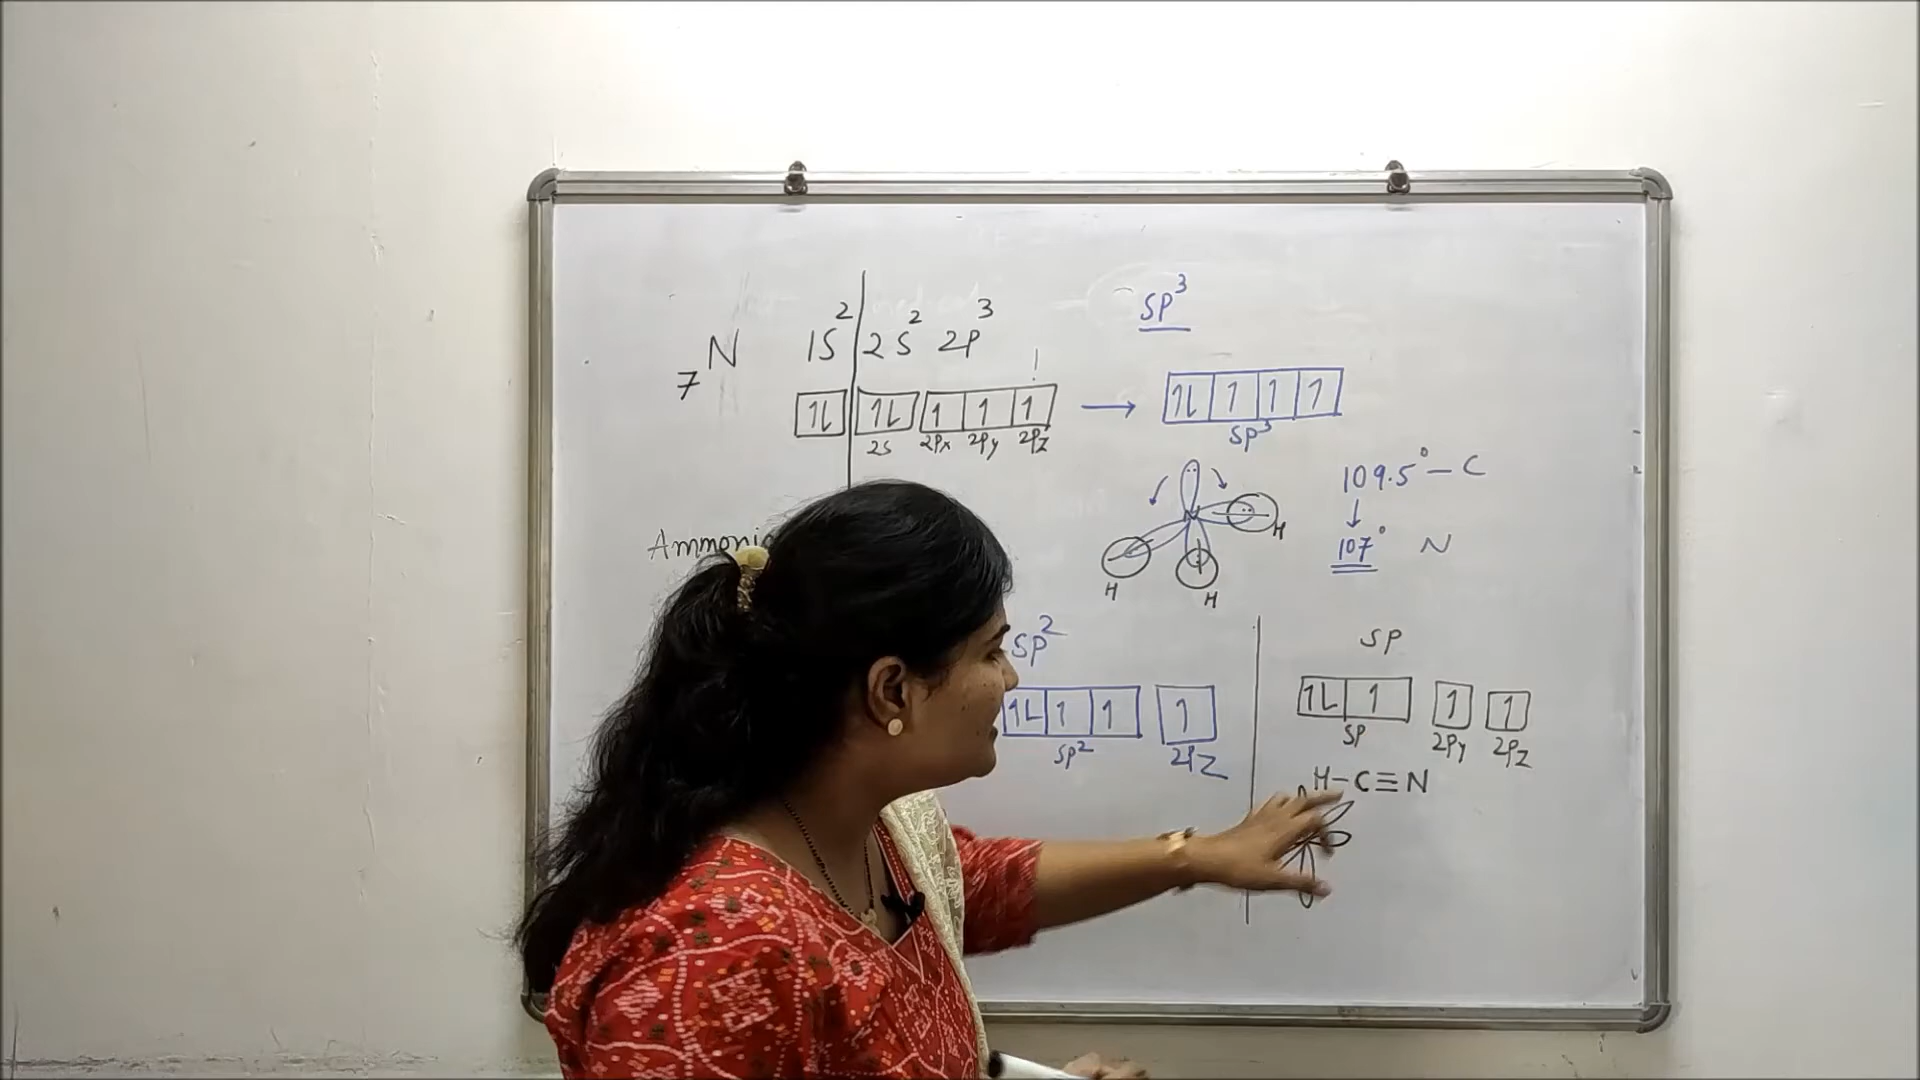 SP³
₇N 1S² 2S² 2P³
1L 1L 1 1 1 → 1L 1 1 1
2S 2Px 2Py 2Pz SP³
109.5° – C
↓
107° N
H
H H
SP²
1L 1 1 1
SP² 2Pz
SP
1L 1 1 1
SP 2Py 2Pz
H–C≡N